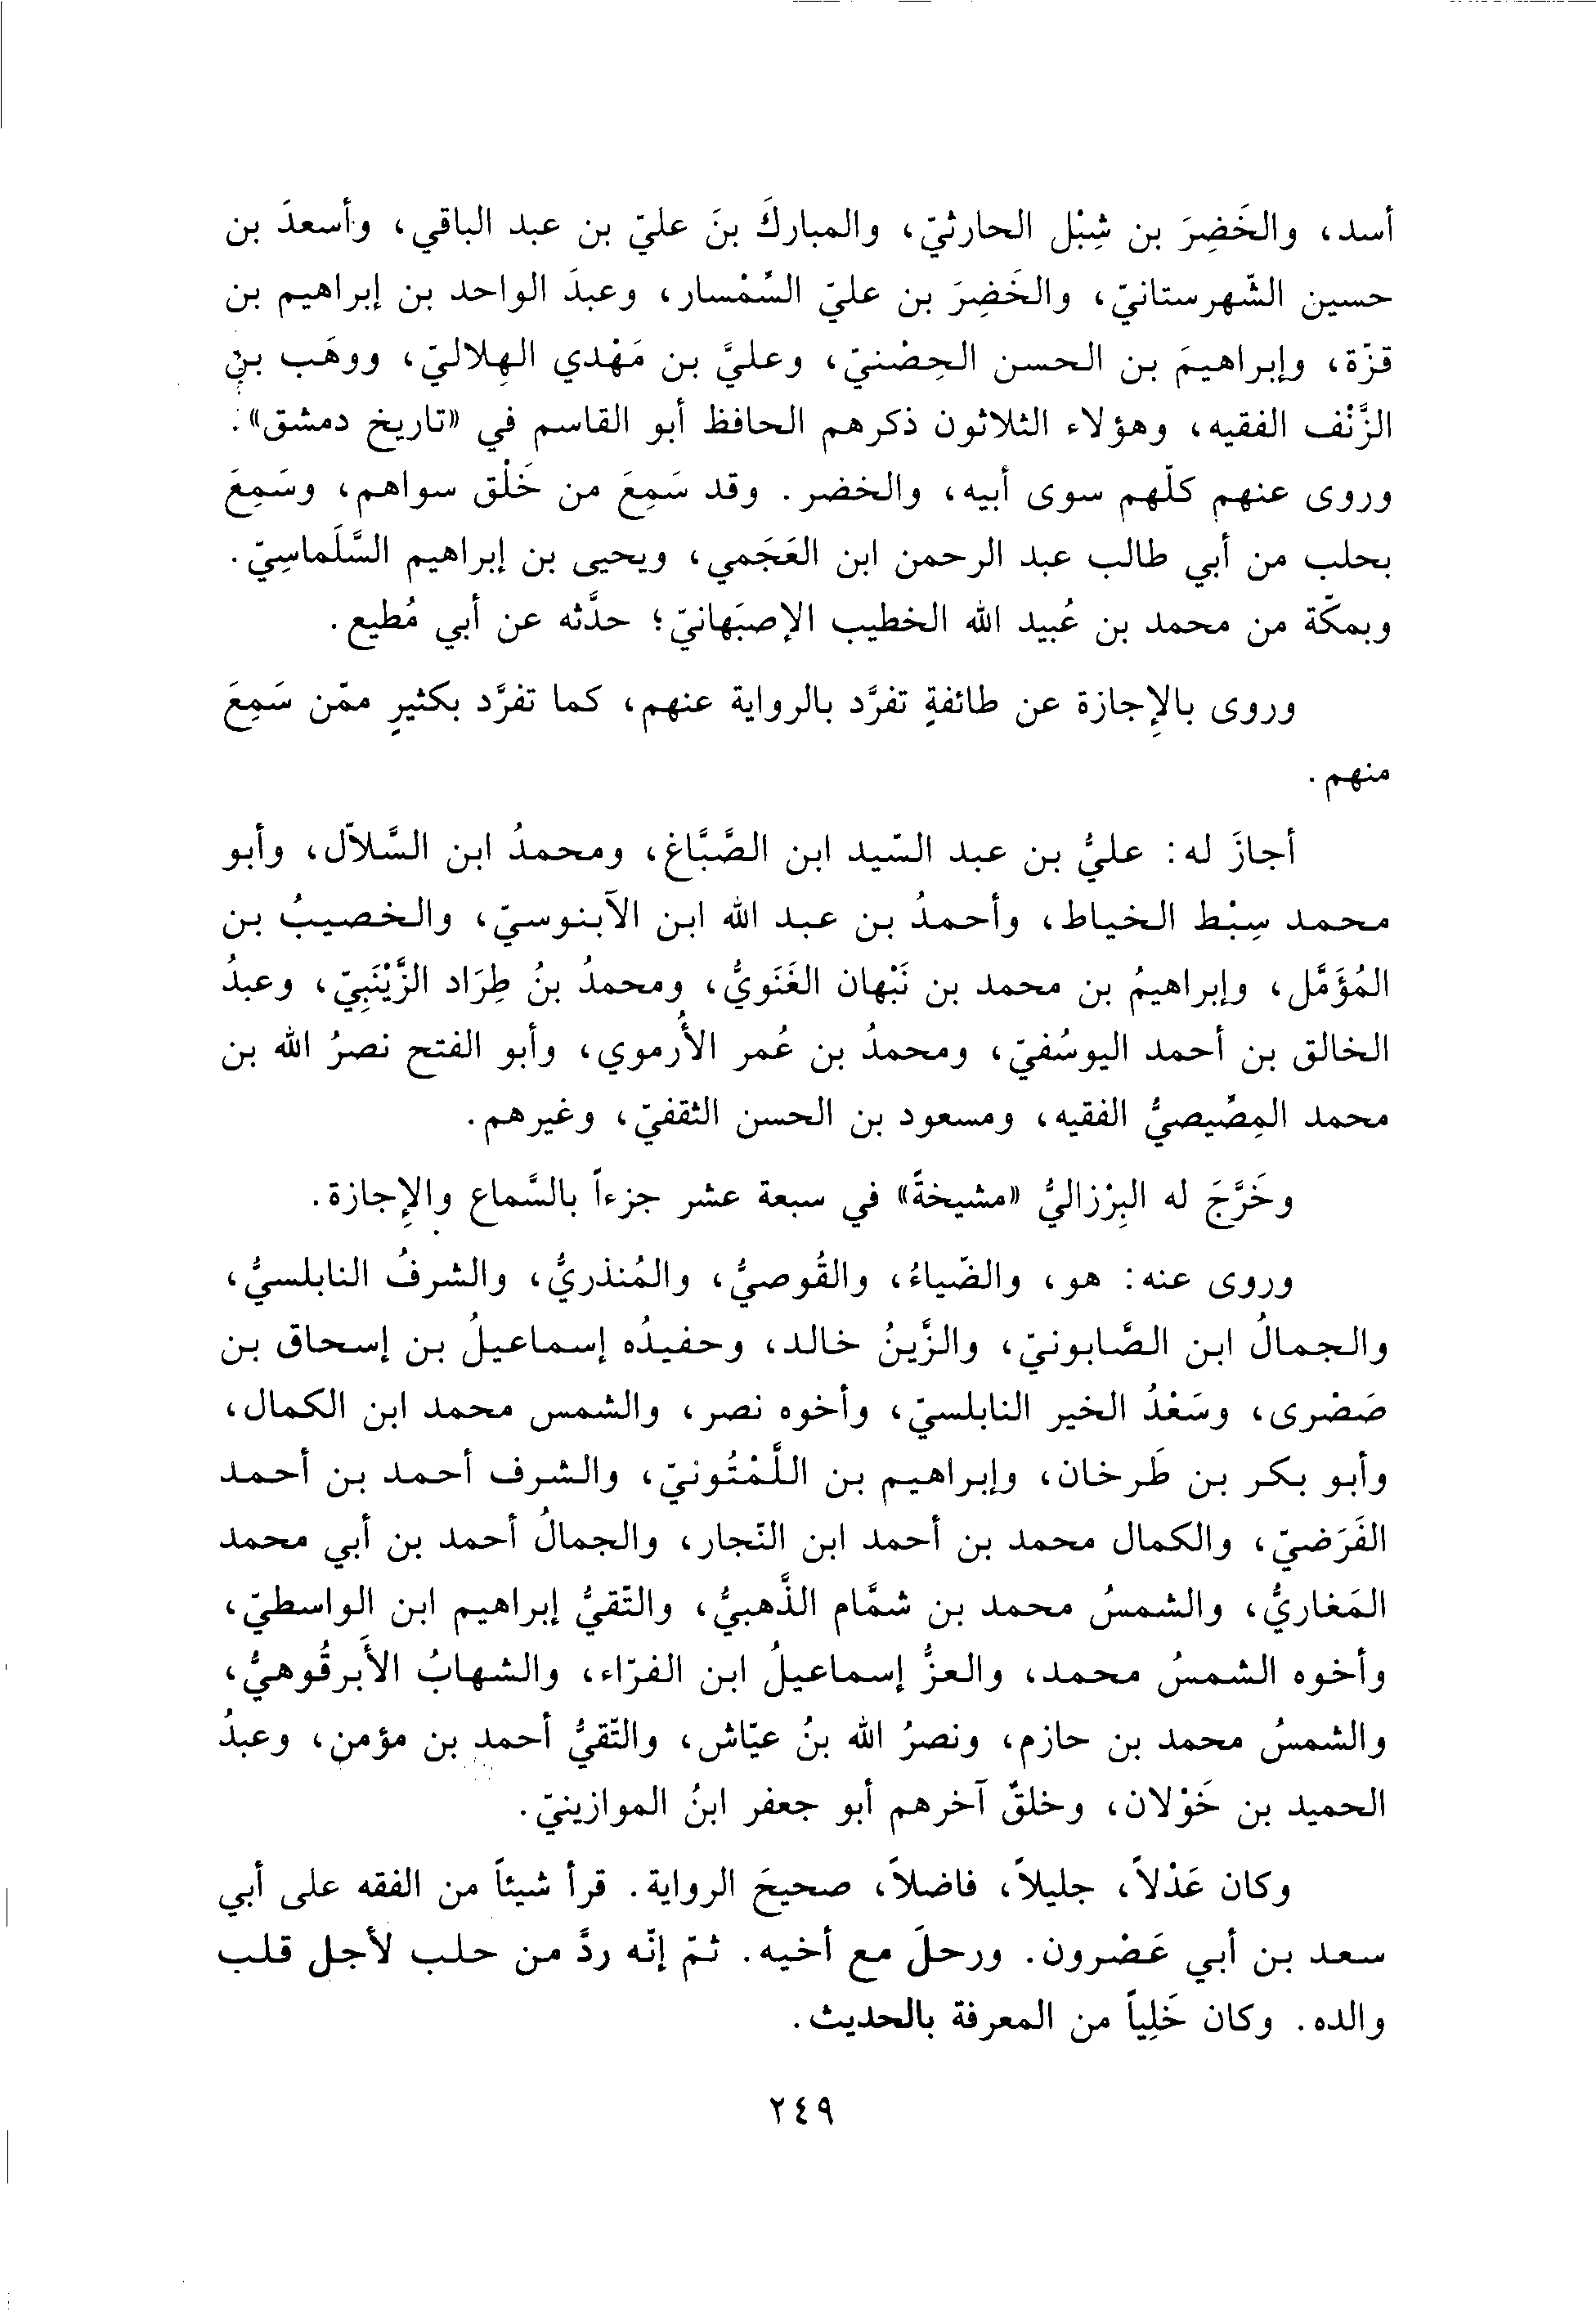 أسد، والخَضِرَ بن شِبْل الحارثيّ، والمباركَ بنَ عليّ بن عبد الباقي، وأسعدَ بن
حسين الشّهرستانيّ، والخَضِرَ بن عليّ السِّمْسار، وعبدَ الواحد بن إبراهيم بن
قزّة، وإبراهيمَ بن الحسن الحِصْنيّ، وعليَّ بن مَهْدي الهِلاليّ، ووهَب بن
الزَّنْف الفقيه، وهؤلاء الثلاثون ذكرهم الحافظ أبو القاسم في «تاريخ دمشق».
وروى عنهم كلّهم سوى أبيه، والخضر. وقد سَمِعَ من خَلْق سواهم، وسَمِعَ
بحلب من أبي طالب عبد الرحمن ابن العَجَمي، ويحيى بن إبراهيم السَّلَماسِيّ.
وبمكّة من محمد بن عُبيد الله الخطيب الإصبَهانيّ؛ حدَّثه عن أبي مُطيع.
وروى بالإِجازة عن طائفةٍ تفرَّد بالرواية عنهم، كما تفرَّد بكثيرٍ ممّن سَمِعَ
منهم.
أجازَ له: عليُّ بن عبد السّيد ابن الصَّبَّاغ، ومحمدُ ابن السَّلاّل، وأبو
محمد سِبْط الخياط، وأحمدُ بن عبد الله ابن الآبنوسيّ، والخصيبُ بن
المُؤَمَّل، وإبراهيمُ بن محمد بن نَبْهان الغَنَويُّ، ومحمدُ بنُ طِرَاد الزَّيْنَبِيّ، وعبدُ
الخالق بن أحمد اليوسُفيّ، ومحمدُ بن عُمر الأُرموي، وأبو الفتح نصرُ الله بن
محمد المِصّيصيُّ الفقيه، ومسعود بن الحسن الثقفيّ، وغيرهم.
وخَرَّجَ له البِرْزاليُّ «مشيخةً» في سبعة عشر جزءاً بالسَّماع والإِجازة.
وروى عنه: هو، والضّياءُ، والقُوصيُّ، والمُنذريُّ، والشرفُ النابلسيُّ،
والجمالُ ابن الصَّابونيّ، والزَّينُ خالد، وحفيدُه إسماعيلُ بن إسحاق بن
صَصْرى، وسَعْدُ الخير النابلسيّ، وأخوه نصر، والشمس محمد ابن الكمال،
وأبو بكر بن طَرخان، وإبراهيم بن اللَّمْتُونيّ، والشرف أحمد بن أحمد
الفَرَضيّ، والكمال محمد بن أحمد ابن النّجار، والجمالُ أحمد بن أبي محمد
المَغاريُّ، والشمسُ محمد بن شمَّام الذَّهبيُّ، والتّقيُّ إبراهيم ابن الواسطيّ،
وأخوه الشمسُ محمد، والعزُّ إسماعيلُ ابن الفرّاء، والشهابُ الأَبرقُوهيُّ،
والشمسُ محمد بن حازم، ونصرُ الله بنُ عيّاش، والتّقيُّ أحمد بن مؤمن، وعبدُ
الحميد بن خَوْلان، وخلقٌ آخرهم أبو جعفر ابنُ الموازينيّ.
وكان عَدْلاً، جليلاً، فاضلاً، صحيحَ الرواية. قرأ شيئاً من الفقه على أبي
سعد بن أبي عَصْرون. ورحلَ مع أخيه. ثمّ إنّه ردَّ من حلب لأجل قلب
والده. وكان خَلِياً من المعرفة بالحديث.
٢٤٩